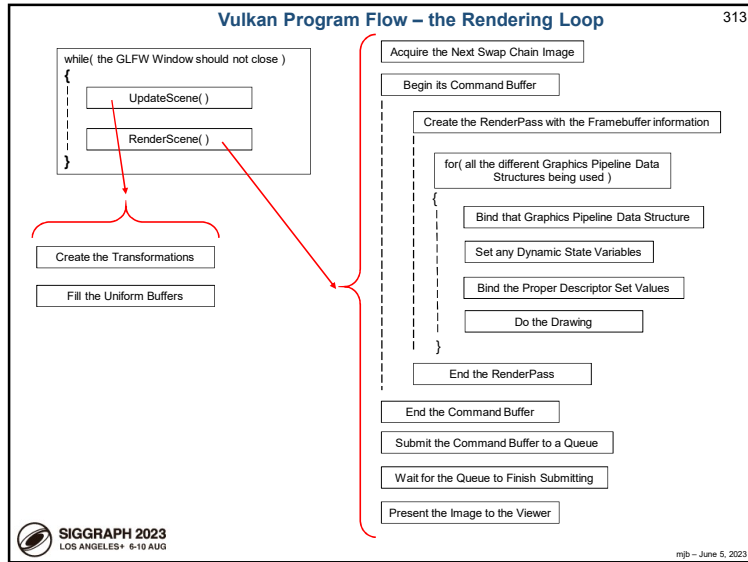 Vulkan Program Flow – the Rendering Loop
313
while( the GLFW Window should not close )
{
UpdateScene( )
RenderScene( )
}
Create the Transformations
Fill the Uniform Buffers
Acquire the Next Swap Chain Image
Begin its Command Buffer
Create the RenderPass with the Framebuffer information
for( all the different Graphics Pipeline Data
Structures being used )
{
Bind that Graphics Pipeline Data Structure
Set any Dynamic State Variables
Bind the Proper Descriptor Set Values
Do the Drawing
}
End the RenderPass
End the Command Buffer
Submit the Command Buffer to a Queue
Wait for the Queue to Finish Submitting
Present the Image to the Viewer
SIGGRAPH 2023
LOS ANGELES+ 6-10 AUG
mjb – June 5, 2023